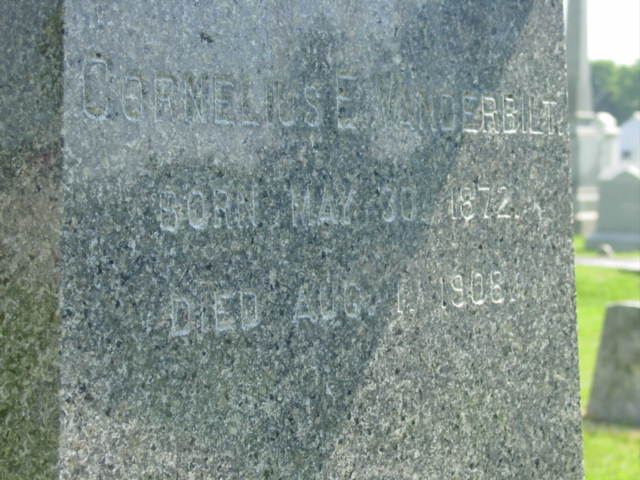 CORNELIUS E. VANDERBILT.
BORN MAY 30, 1872.
DIED AUG. 1, 1908.